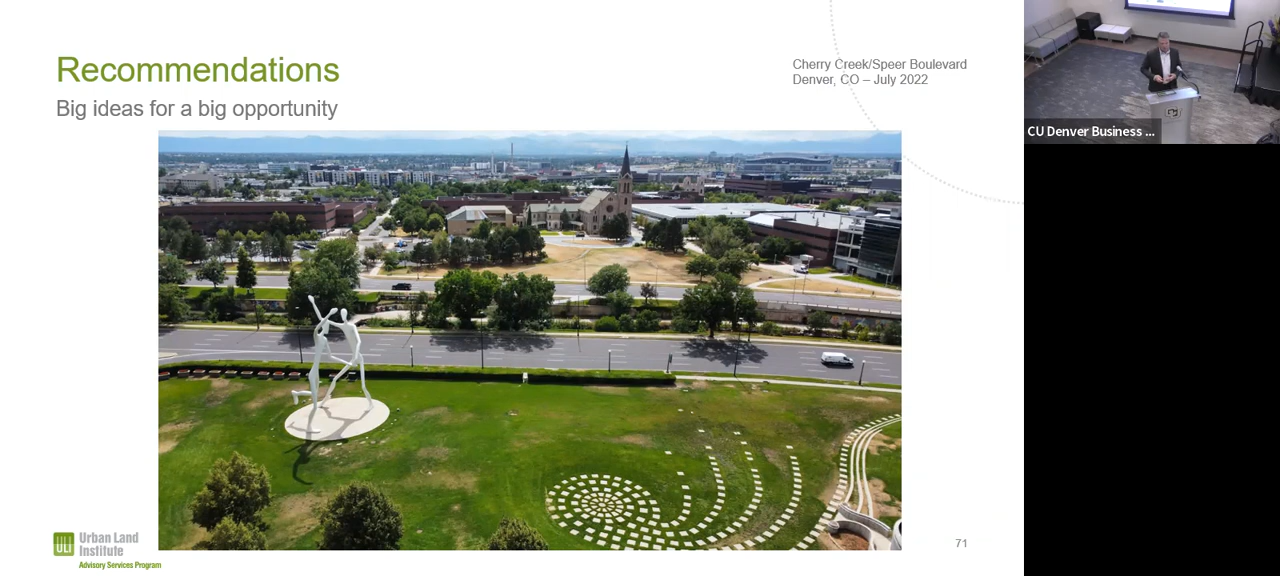 Recommendations
Big ideas for a big opportunity
Cherry Creek/Speer Boulevard
Denver, CO – July 2022
CU Denver Business ...
ULI
Urban Land
Institute
Advisory Services Program
71